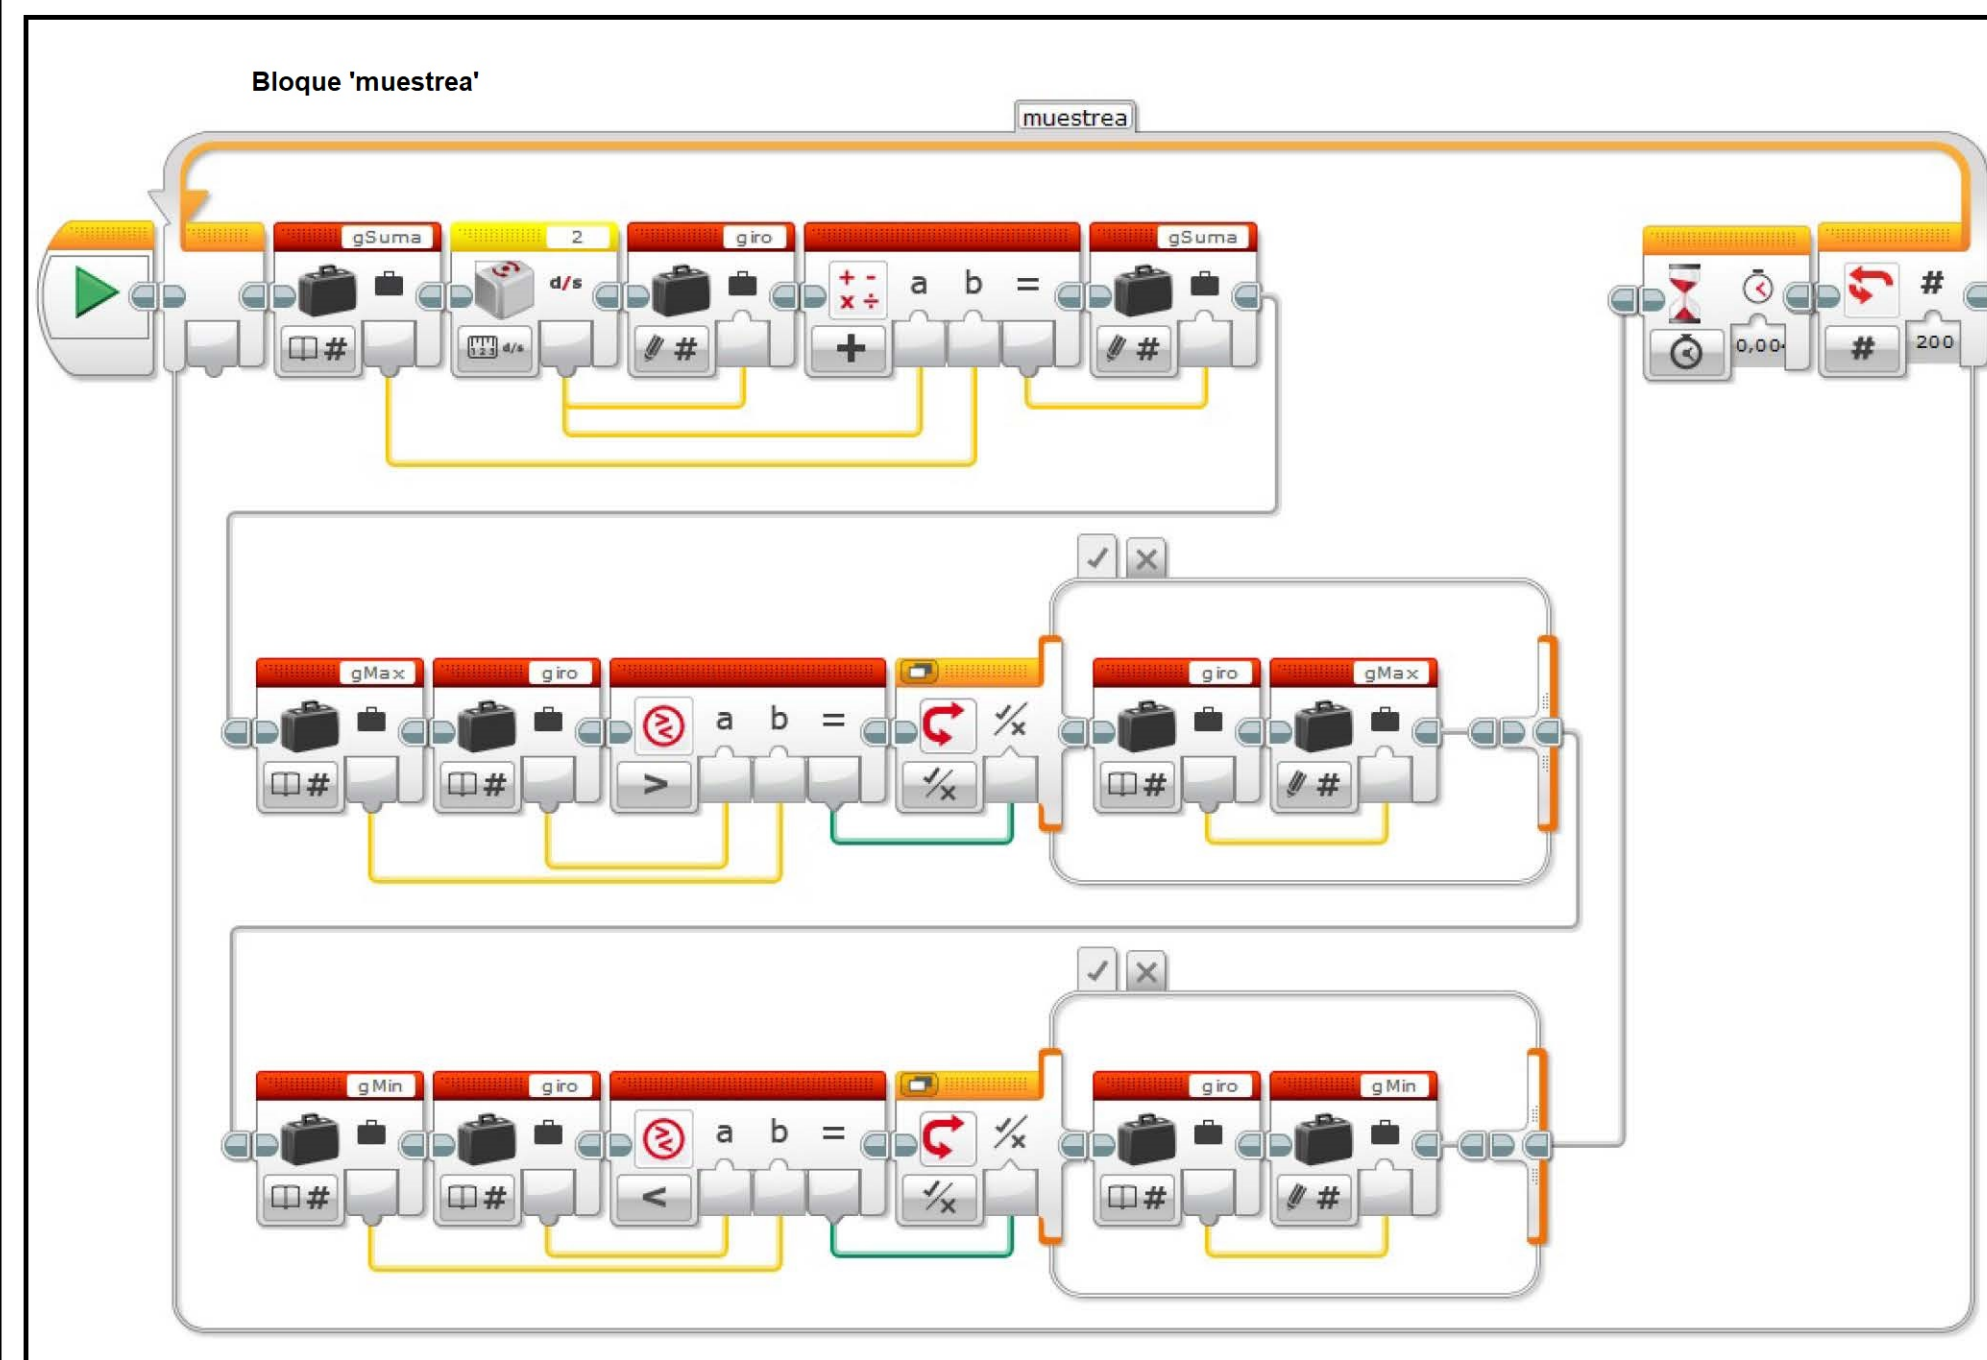 Bloque 'muestrea'
muestrea
gSuma 2 giro gSuma
d/s a b =
# d/s # + # 0,00 # 200
gMax giro giro gMax
a b =
# # > # #
gMin giro giro gMin
a b =
# # < # #